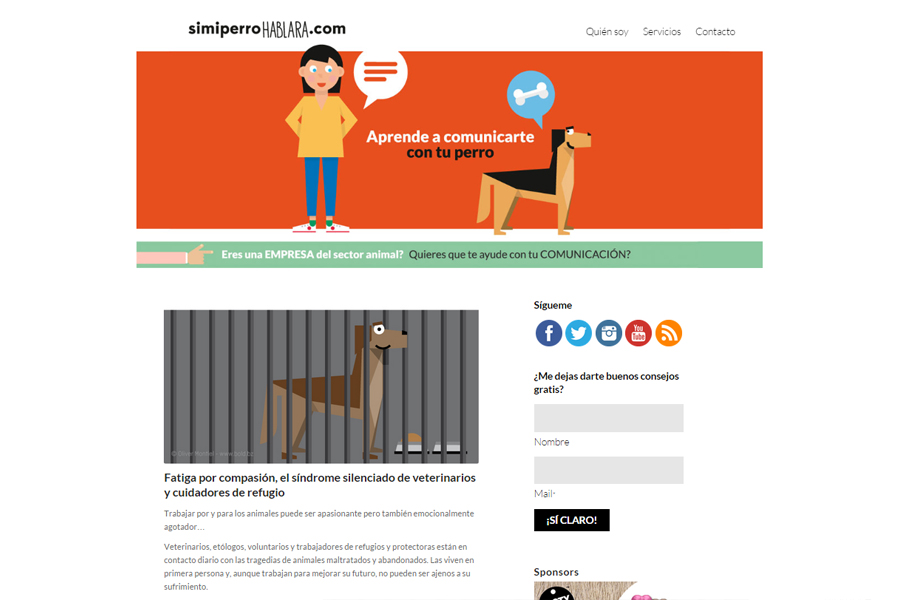 simiperroHABLARA.com
Quién soy
Servicios
Contacto
Aprende a comunicarte
con tu perro
Eres una EMPRESA del sector animal? Quieres que te ayude con tu COMUNICACIÓN?
Fatiga por compasión, el síndrome silenciado de veterinarios
y cuidadores de refugio
Trabajar por y para los animales puede ser apasionante pero también emocionalmente
agotador…
Veterinarios, etólogos, voluntarios y trabajadores de refugios y protectoras están en
contacto diario con las tragedias de animales maltratados y abandonados. Las viven en
primera persona y, aunque trabajan para mejorar su futuro, no pueden ser ajenos a su
sufrimiento.
Sígueme
You
Tube
¿Me dejas darte buenos consejos
gratis?
Nombre
Mail*
¡SÍ CLARO!
Sponsors